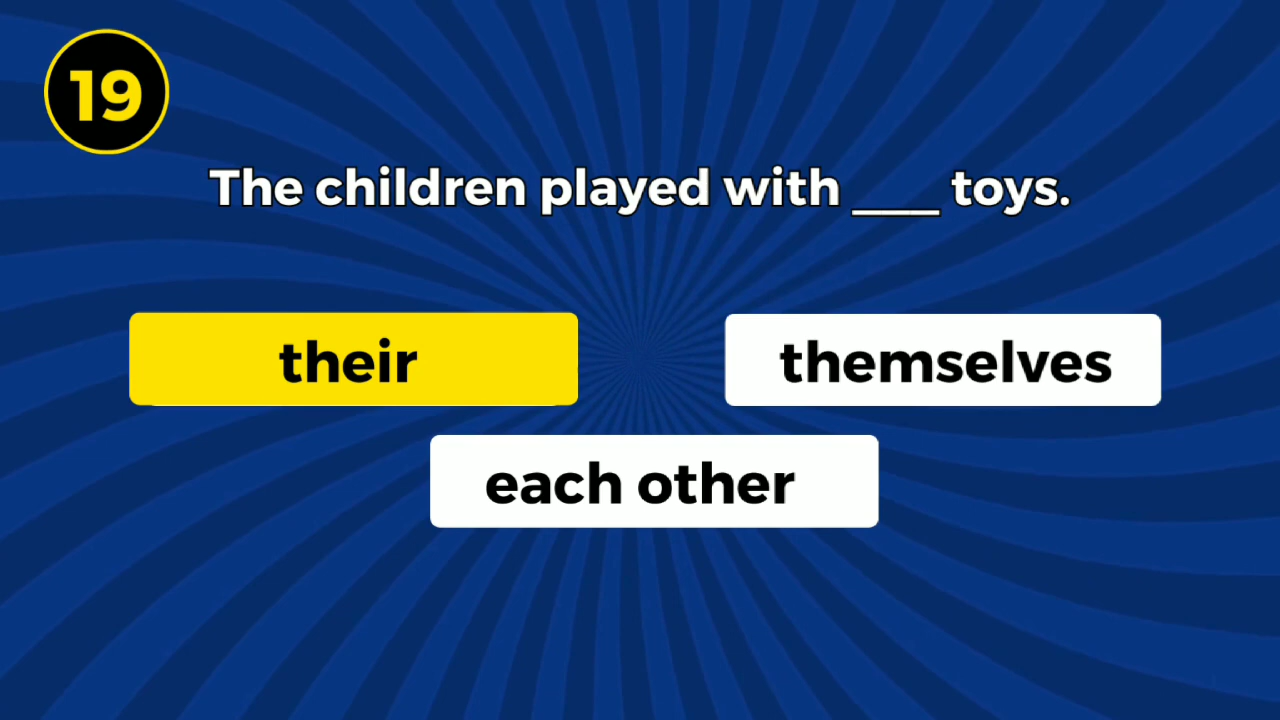 19
The children played with ____ toys.
their
themselves
each other